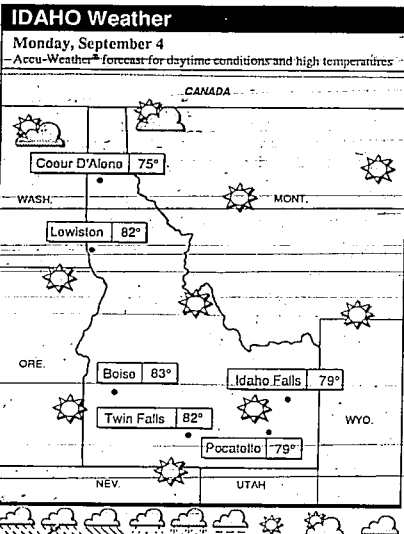 IDAHO Weather
Monday, September 4
Accu-Weather® forecast for daytime conditions and high temperatures
CANADA
Coeur D'Alene 75°
WASH.
MONT.
Lewiston 82°
ORE.
Boise 83°
Idaho Falls 79°
Twin Falls 82°
WYO.
Pocatello 79°
NEV.
UTAH